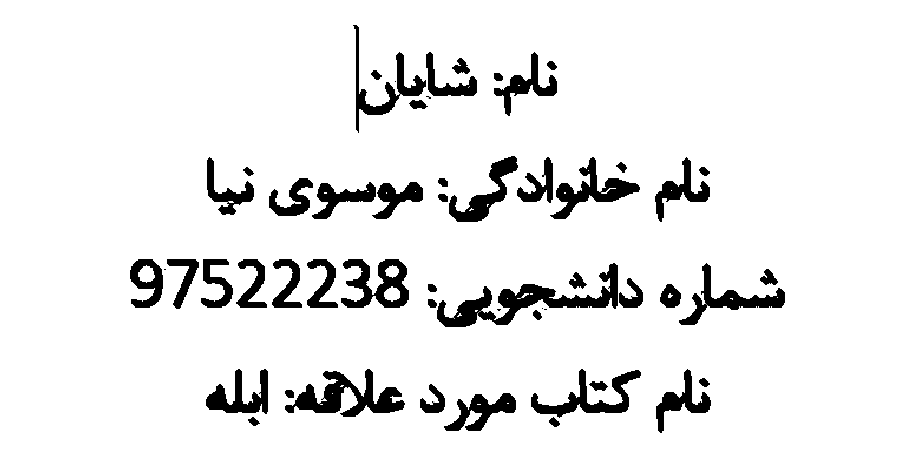 نام: شایان
نام خانوادگی: موسوی نیا
شماره دانشجویی: 97522238
نام کتاب مورد علاقه: ابله